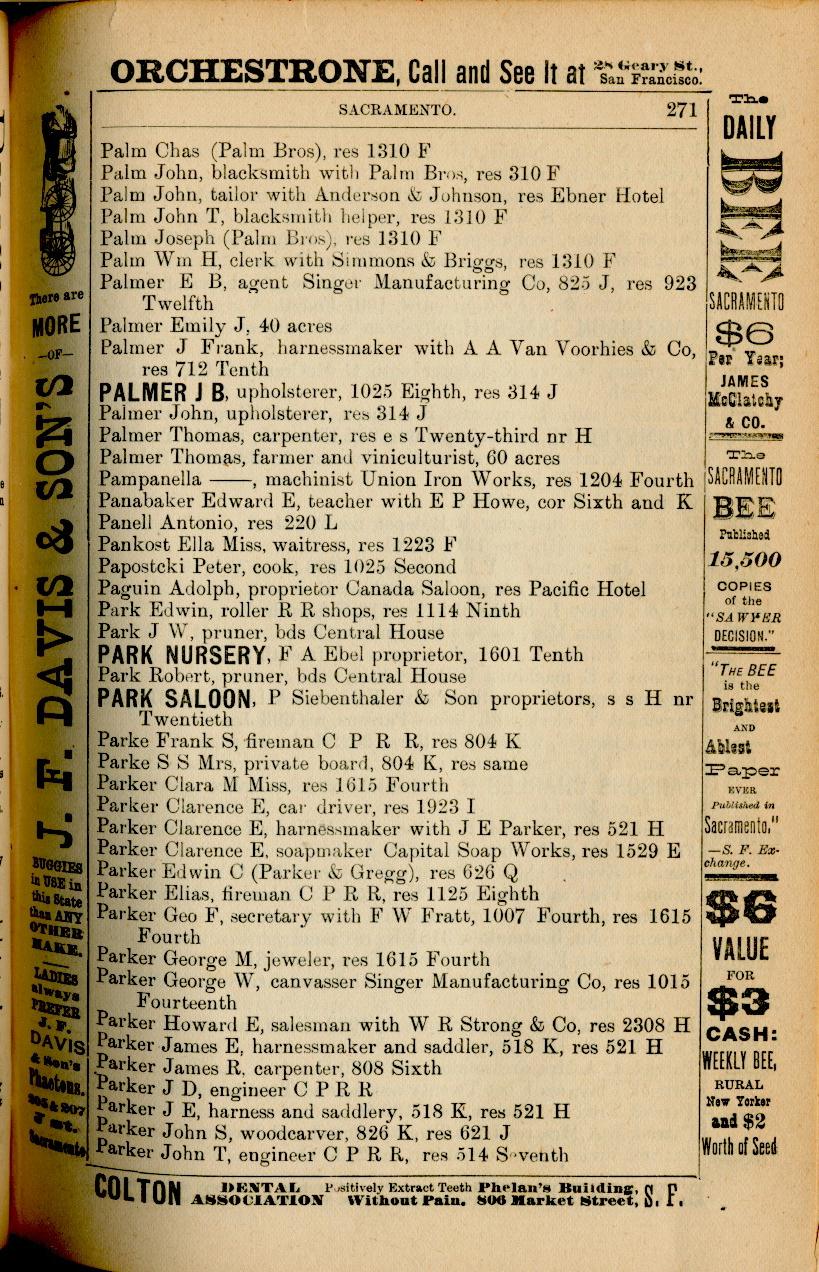 ORCHESTRONE, Call and See It at 28 Geary St., San Francisco.
SACRAMENTO. 271
Palm Chas (Palm Bros), res 1310 F
Palm John, blacksmith with Palm Bros, res 310 F
Palm John, tailor with Anderson & Johnson, res Ebner Hotel
Palm John T, blacksmith helper, res 1310 F
Palm Joseph (Palm Bros), res 1310 F
Palm Wm H, clerk with Simmons & Briggs, res 1310 F
Palmer E B, agent Singer Manufacturing Co, 825 J, res 923
Twelfth
Palmer Emily J, 40 acres
Palmer J Frank, harnessmaker with A A Van Voorhies & Co,
res 712 Tenth
PALMER J B, upholsterer, 1025 Eighth, res 314 J
Palmer John, upholsterer, res 314 J
Palmer Thomas, carpenter, res e s Twenty-third nr H
Palmer Thomas, farmer and viniculturist, 60 acres
Pampanella ——, machinist Union Iron Works, res 1204 Fourth
Panabaker Edward E, teacher with E P Howe, cor Sixth and K
Panell Antonio, res 220 L
Pankost Ella Miss, waitress, res 1223 F
Papostcki Peter, cook, res 1025 Second
Paguin Adolph, proprietor Canada Saloon, res Pacific Hotel
Park Edwin, roller R R shops, res 1114 Ninth
Park J W, pruner, bds Central House
PARK NURSERY, F A Ebel proprietor, 1601 Tenth
Park Robert, pruner, bds Central House
PARK SALOON, P Siebenthaler & Son proprietors, s s H nr
Twentieth
Parke Frank S, fireman C P R R, res 804 K
Parke S S Mrs, private board, 804 K, res same
Parker Clara M Miss, res 1615 Fourth
Parker Clarence E, car driver, res 1923 I
Parker Clarence E, harnessmaker with J E Parker, res 521 H
Parker Clarence E, soapmaker Capital Soap Works, res 1529 E
Parker Edwin C (Parker & Gregg), res 626 Q
Parker Elias, fireman C P R R, res 1125 Eighth
Parker Geo F, secretary with F W Fratt, 1007 Fourth, res 1615
Fourth
Parker George M, jeweler, res 1615 Fourth
Parker George W, canvasser Singer Manufacturing Co, res 1015
Fourteenth
Parker Howard E, salesman with W R Strong & Co, res 2308 H
Parker James E, harnessmaker and saddler, 518 K, res 521 H
Parker James R, carpenter, 808 Sixth
Parker J D, engineer C P R R
Parker J E, harness and saddlery, 518 K, res 521 H
Parker John S, woodcarver, 826 K, res 621 J
Parker John T, engineer C P R R, res 514 Seventh
There are
MORE
—OF—
J. F. DAVIS & SON'S
BUGGIES
in USE in
this State
than ANY
OTHER
MAKE.
LADIES
always
PREFER
J. F.
DAVIS
& Son's
Phaetons.
205 & 207
J st.
Sacramento
The
DAILY
BEE
SACRAMENTO
$6
Per Year;
JAMES
McClatchy
& CO.
The
SACRAMENTO
BEE
Published
15,500
COPIES
of the
"SAWYER
DECISION."
"THE BEE
is the
Brightest
AND
Ablest
Paper
EVER
Published in
Sacramento,"
—S. F. Ex-
change.
$6
VALUE
FOR
$3
CASH:
WEEKLY BEE,
RURAL
New Yorker
and $2
Worth of Seed
COLTON DENTAL ASSOCIATION Positively Extract Teeth Without Pain. Phelan's Building, 806 Market Street, S. F.